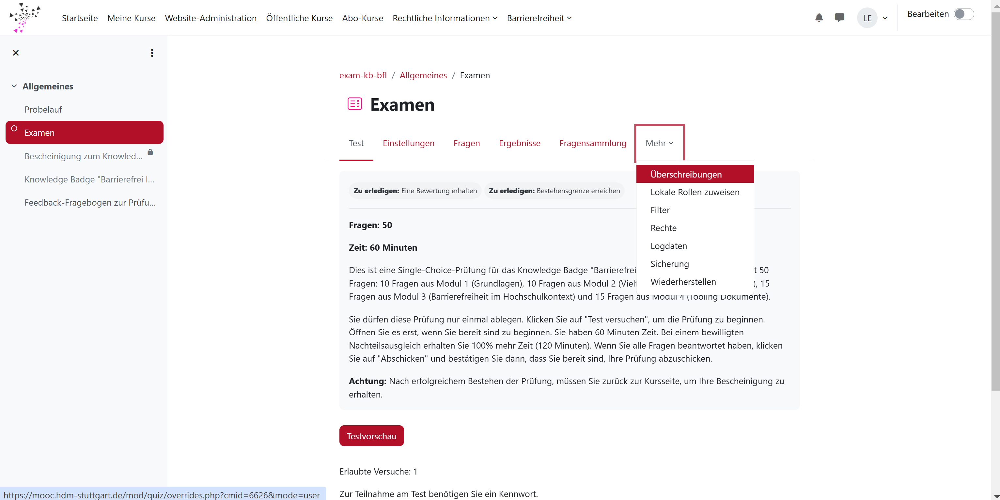 Startseite Meine Kurse Website-Administration Öffentliche Kurse Abo-Kurse Rechtliche Informationen Barrierefreiheit LE Bearbeiten
Allgemeines
Probelauf
Examen
Bescheinigung zum Knowled...
Knowledge Badge "Barrierefrei l...
Feedback-Fragebogen zur Prüfu...
exam-kb-bfl / Allgemeines / Examen
Examen
Test Einstellungen Fragen Ergebnisse Fragensammlung Mehr
Überschreibungen
Lokale Rollen zuweisen
Filter
Rechte
Logdaten
Sicherung
Wiederherstellen
Zu erledigen: Eine Bewertung erhalten Zu erledigen: Bestehensgrenze erreichen
Fragen: 50
Zeit: 60 Minuten
Dies ist eine Single-Choice-Prüfung für das Knowledge Badge "Barrierefrei 50
Fragen: 10 Fragen aus Modul 1 (Grundlagen), 10 Fragen aus Modul 2 ), 15
Fragen aus Modul 3 (Barrierefreiheit im Hochschulkontext) und 15 Fragen aus Modul 4 (Tooling Dokumente).
Sie dürfen diese Prüfung nur einmal ablegen. Klicken Sie auf "Test versuchen", um die Prüfung zu beginnen.
Öffnen Sie es erst, wenn Sie bereit sind zu beginnen. Sie haben 60 Minuten Zeit. Bei einem bewilligten
Nachteilsausgleich erhalten Sie 100% mehr Zeit (120 Minuten). Wenn Sie alle Fragen beantwortet haben, klicken
Sie auf "Abschicken" und bestätigen Sie dann, dass Sie bereit sind, Ihre Prüfung abzuschicken.
Achtung: Nach erfolgreichem Bestehen der Prüfung, müssen Sie zurück zur Kursseite, um Ihre Bescheinigung zu
erhalten.
Testvorschau
Erlaubte Versuche: 1
Zur Teilnahme am Test benötigen Sie ein Kennwort.
https://mooc.hdm-stuttgart.de/mod/quiz/overrides.php?cmid=6626&mode=user